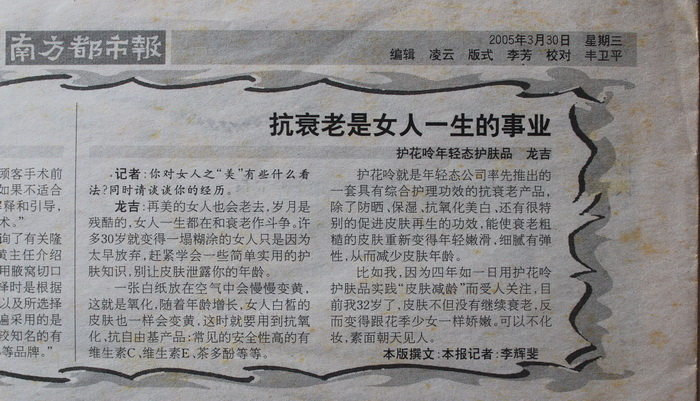 南方都市報
2005年3月30日 星期三
编辑 凌云 版式 李芳 校对 丰卫平
顾客手术前
如果不适合
释和引导,
术。”
询了有关隆
黄主任介绍
用腋窝切口
择时是根据
以及所选择
遍采用的是
较知名的有
等品牌。”
抗衰老是女人一生的事业
护花呤年轻态护肤品 龙吉
记者:你对女人之“美”有些什么看
法?同时请谈谈你的经历。
龙吉:再美的女人也会老去,岁月是
残酷的,女人一生都在和衰老作斗争。许
多30岁就变得一塌糊涂的女人只是因为
太早放弃,赶紧学会一些简单实用的护
肤知识,别让皮肤泄露你的年龄。
一张白纸放在空气中会慢慢变黄,
这就是氧化,随着年龄增长,女人白皙的
皮肤也一样会变黄,这时就要用到抗氧
化、抗自由基产品:常见的安全性高的有
维生素C、维生素E、茶多酚等等。
护花呤就是年轻态公司率先推出的
一套具有综合护理功效的抗衰老产品,
除了防晒、保湿、抗氧化美白,还有很特
别的促进皮肤再生的功效,能使衰老粗
糙的皮肤重新变得年轻嫩滑,细腻有弹
性,从而减少皮肤年龄。
比如我,因为四年如一日用护花呤
护肤品实践“皮肤减龄”而受人关注,目
前我32岁了,皮肤不但没有继续衰老,反
而变得跟花季少女一样娇嫩。可以不化
妆,素面朝天见人。
本版撰文:本报记者:李辉斐